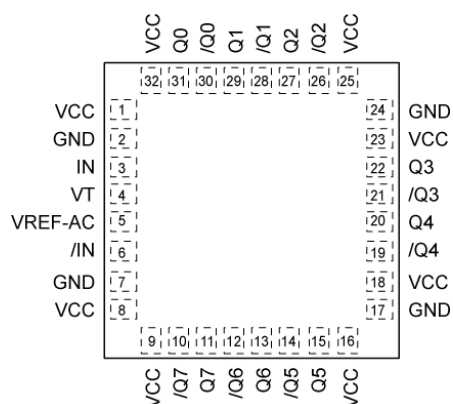 VCC Q0 /Q0 Q1 /Q1 Q2 /Q2 VCC
32 31 30 29 28 27 26 25
VCC 1 24 GND
GND 2 23 VCC
IN 3 22 Q3
VT 4 21 /Q3
VREF-AC 5 20 Q4
/IN 6 19 /Q4
GND 7 18 VCC
VCC 8 17 GND
9 10 11 12 13 14 15 16
VCC /Q7 Q7 /Q6 Q6 /Q5 Q5 VCC